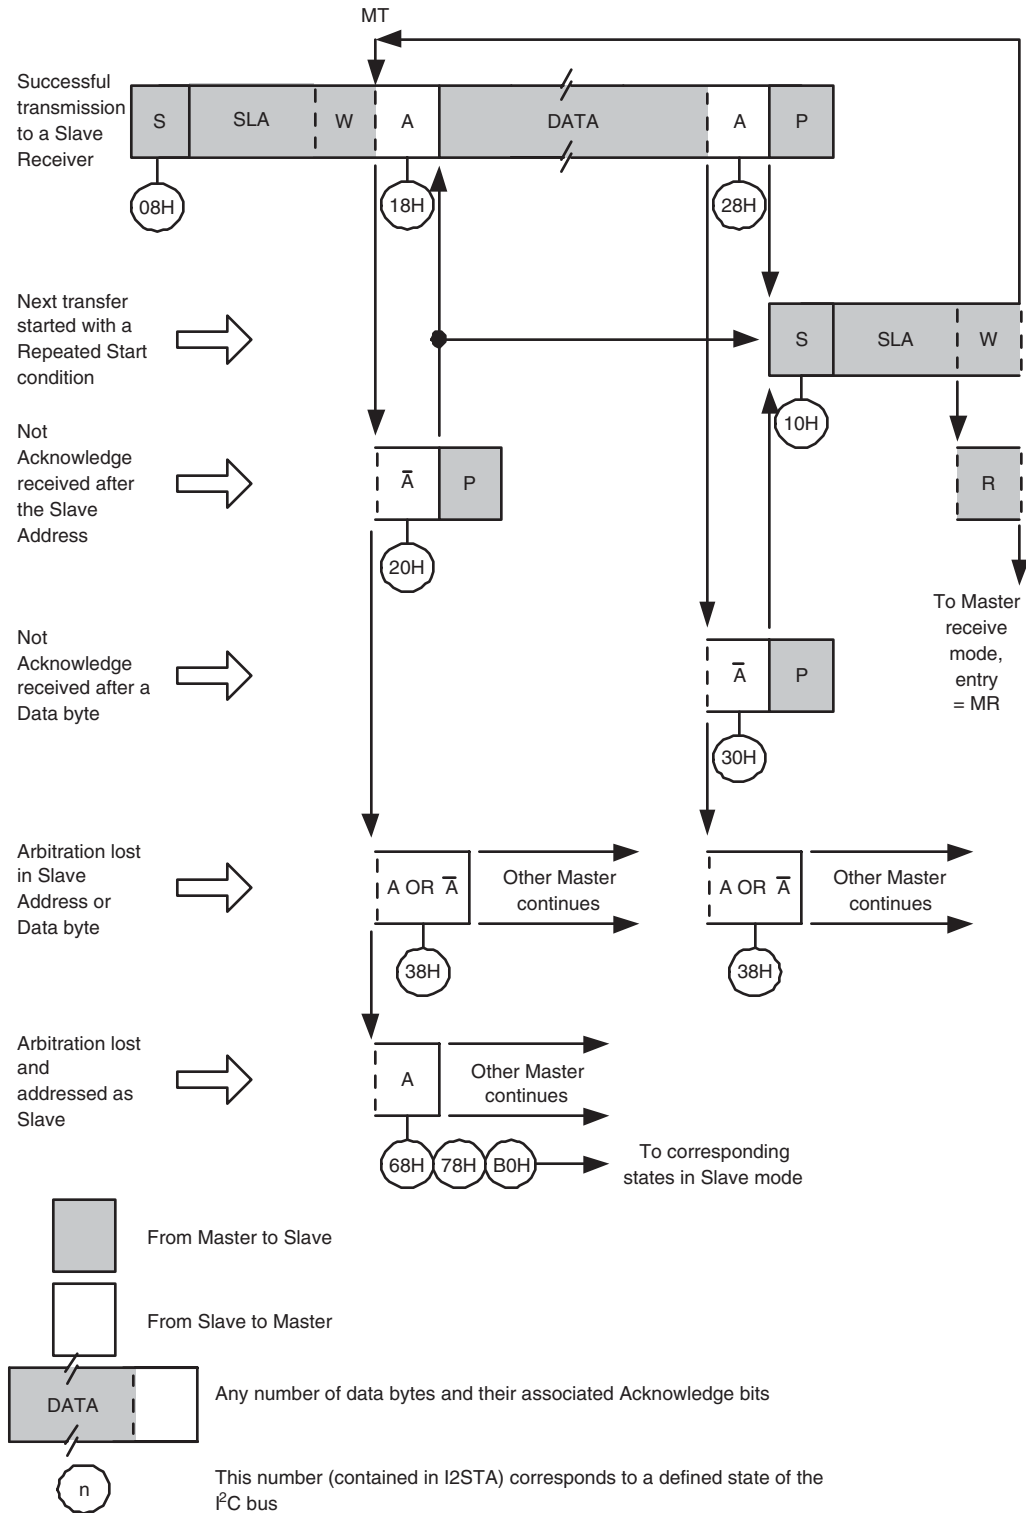 MT
Successful
transmission
to a Slave
Receiver
S SLA W A DATA A P
08H 18H 28H
Next transfer
started with a
Repeated Start
condition
S SLA W
10H
Not
Acknowledge
received after
the Slave
Address
A̅ P R
20H
To Master
receive
mode,
entry
= MR
Not
Acknowledge
received after a
Data byte
A̅ P
30H
Arbitration lost
in Slave
Address or
Data byte
A OR A̅
Other Master
continues
A OR A̅
Other Master
continues
38H 38H
Arbitration lost
and
addressed as
Slave
A
Other Master
continues
68H 78H B0H
To corresponding
states in Slave mode
From Master to Slave
From Slave to Master
DATA
Any number of data bytes and their associated Acknowledge bits
n
This number (contained in I2STA) corresponds to a defined state of the
I²C bus